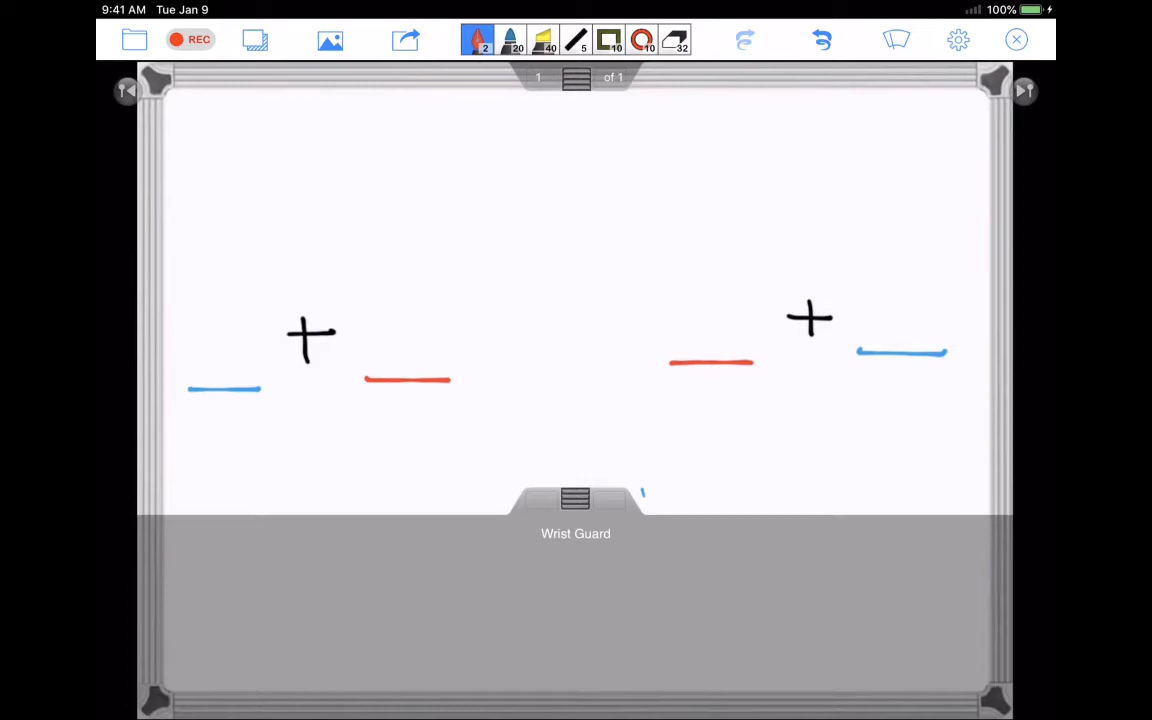 9:41 AM Tue Jan 9 100%
REC 2 20 40 5 10 10 32
1 of 1
+ +
Wrist Guard